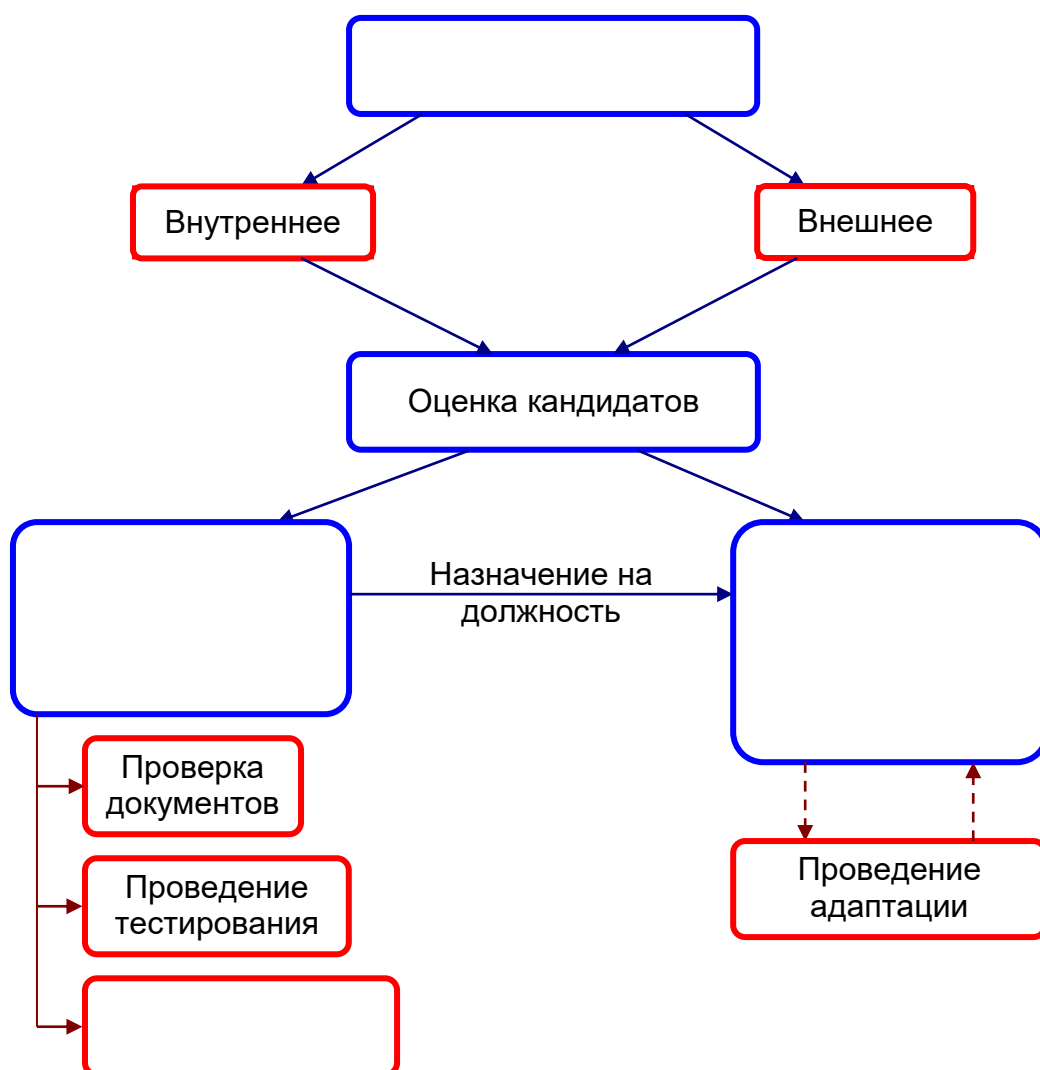 Внутреннее
Внешнее
Оценка кандидатов
Назначение на
должность
Проверка
документов
Проведение
тестирования
Проведение
адаптации